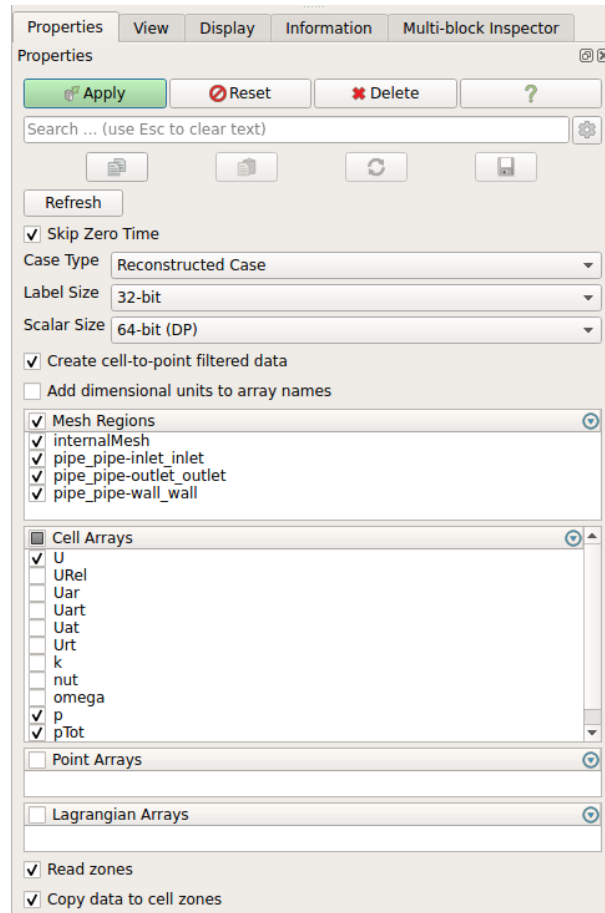 Properties View Display Information Multi-block Inspector
Properties
Apply Reset Delete ?
Search ... (use Esc to clear text)
Refresh
Skip Zero Time
Case Type Reconstructed Case
Label Size 32-bit
Scalar Size 64-bit (DP)
Create cell-to-point filtered data
Add dimensional units to array names
Mesh Regions
internalMesh
pipe_pipe-inlet_inlet
pipe_pipe-outlet_outlet
pipe_pipe-wall_wall
Cell Arrays
U
URel
Uar
Uart
Uat
Urt
k
nut
omega
p
pTot
Point Arrays
Lagrangian Arrays
Read zones
Copy data to cell zones